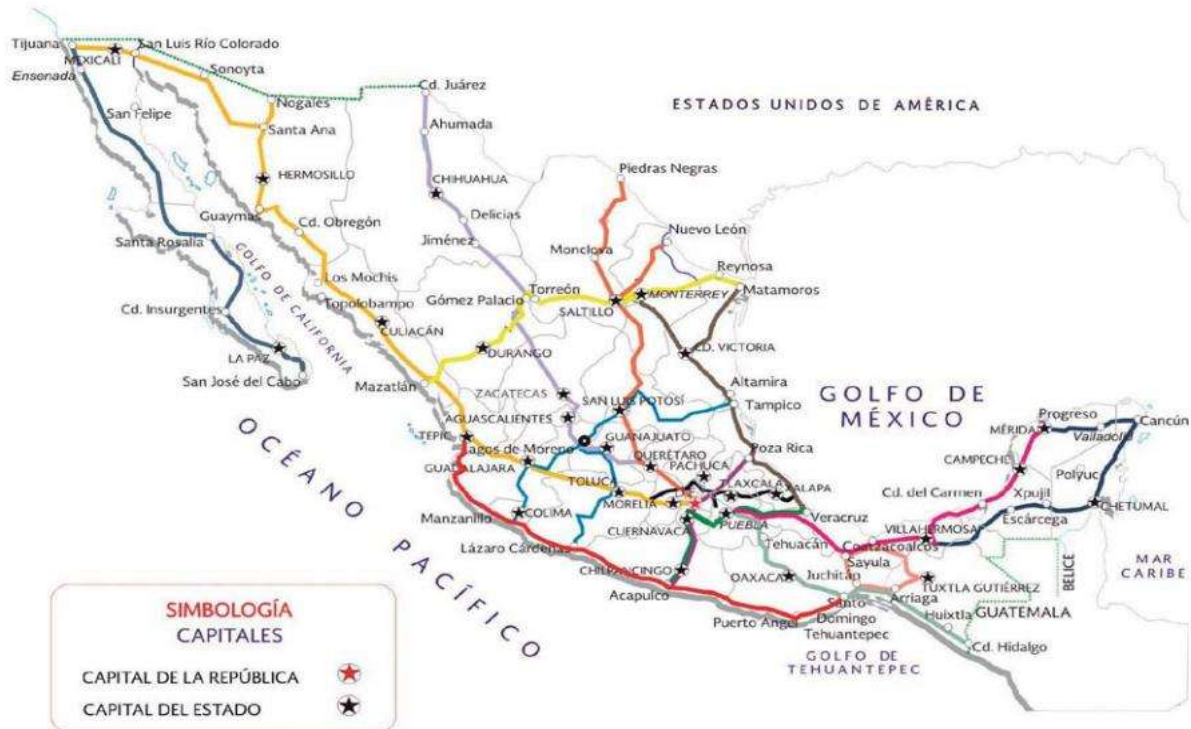 Tijuana
San Luis Río Colorado
MEXICALI
Ensenada
Sonoyta
San Felipe
Nogales
Santa Ana
Cd. Juárez
ESTADOS UNIDOS DE AMÉRICA
Ahumada
Piedras Negras
HERMOSILLO
CHIHUAHUA
Guaymas
Cd. Obregón
Delicias
Santa Rosalia
Jiménez
Monclova
Nuevo León
GOLFO DE CALIFORNIA
Los Mochis
Topolobampo
Reynosa
Matamoros
Torreón
Gómez Palacio
MONTERREY
SALTILLO
Cd. Insurgentes
CULIACÁN
LA PAZ
DURANGO
CD. VICTORIA
San José del Cabo
Mazatlán
ZACATECAS
SAN LUIS POTOSÍ
Altamira
Tampico
GOLFO DE
MÉXICO
AGUASCALIENTES
TEPIC
GUANAJUATO
Lagos de Moreno
QUERÉTARO
Poza Rica
GUADALAJARA
PACHUCA
TOLUCA
TLAXCALA
XALAPA
MÉRIDA
Progreso
Valladolid
Cancún
CAMPECHE
Polyuc
Cd. del Carmen
Xpujil
CHETUMAL
Escárcega
Manzanillo
COLIMA
MORELIA
CUERNAVACA
PUEBLA
Veracruz
VILLAHERMOSA
Lázaro Cárdenas
Tehuacán
Coatzacoalcos
Sayula
CHILPANCINGO
OAXACA
Juchitán
TUXTLA GUTIÉRREZ
BELICE
MAR
CARIBE
Acapulco
Arriaga
Puerto Angel
Santo
Domingo
Tehuantepec
Huixtla
GUATEMALA
Cd. Hidalgo
GOLFO DE
TEHUANTEPEC
OCÉANO PACÍFICO
SIMBOLOGÍA
CAPITALES
CAPITAL DE LA REPÚBLICA
CAPITAL DEL ESTADO